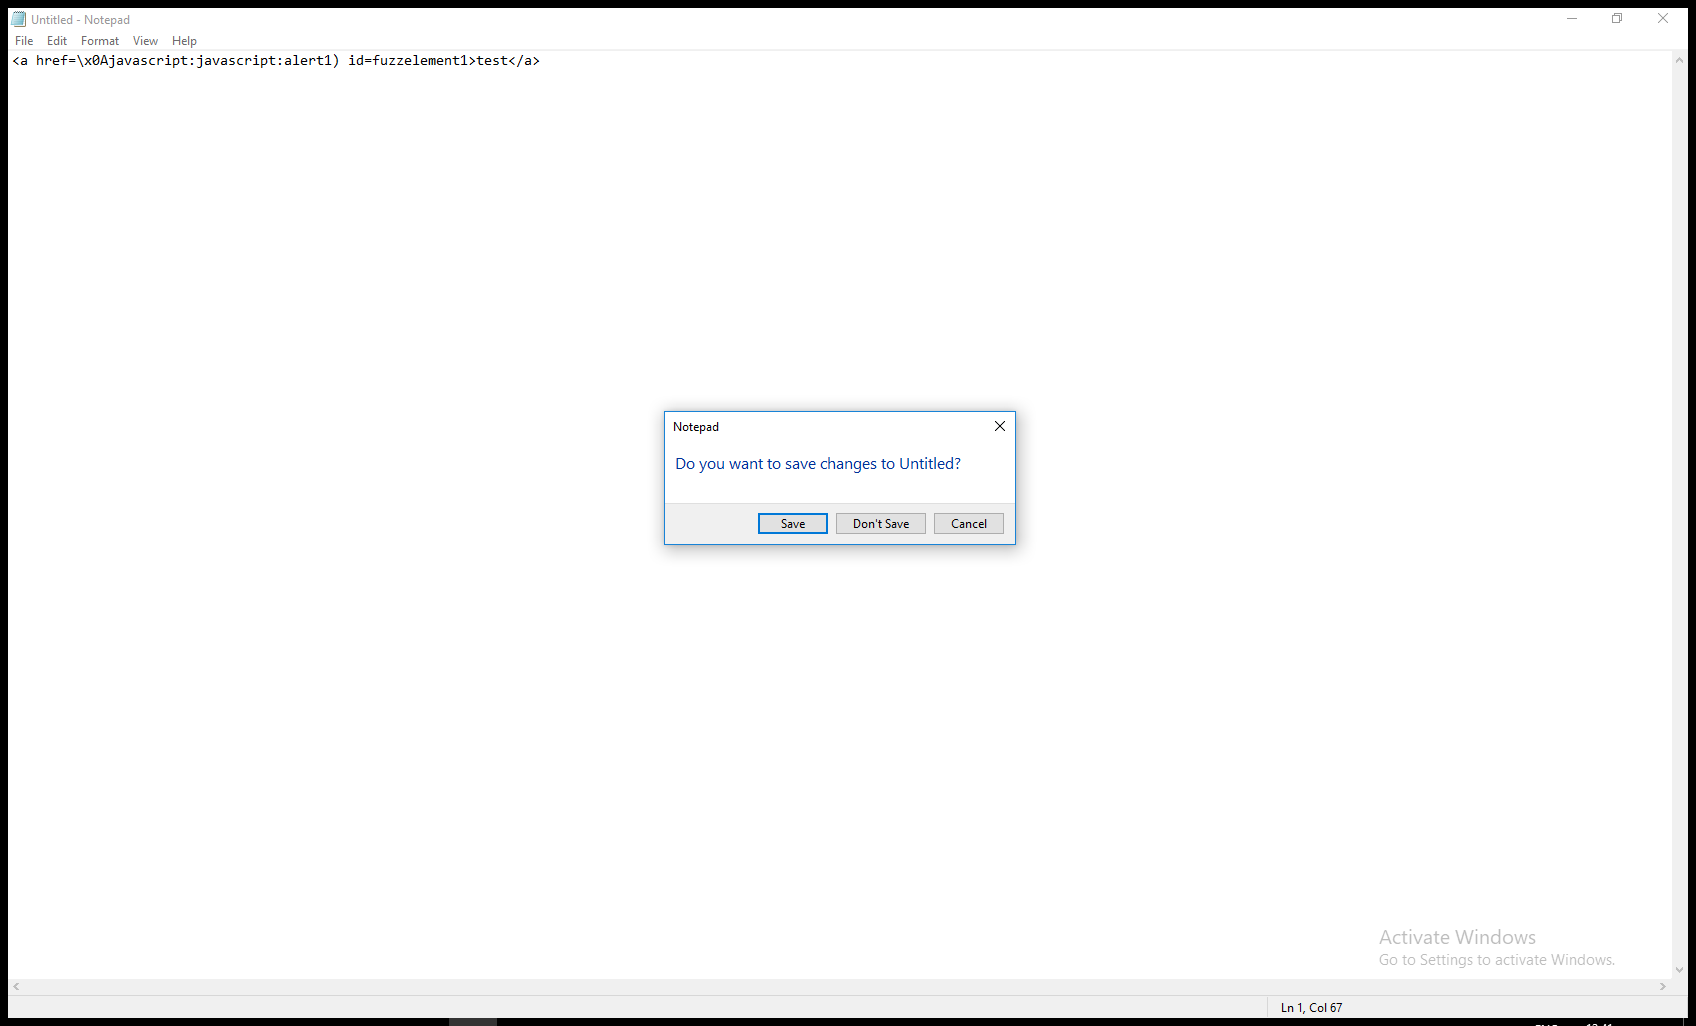 Untitled - Notepad
File Edit Format View Help
<a href=\x0Ajavascript:javascript:alert1) id=fuzzelement1>test</a>
Notepad
Do you want to save changes to Untitled?
Save Don't Save Cancel
Activate Windows
Go to Settings to activate Windows.
Ln 1, Col 67